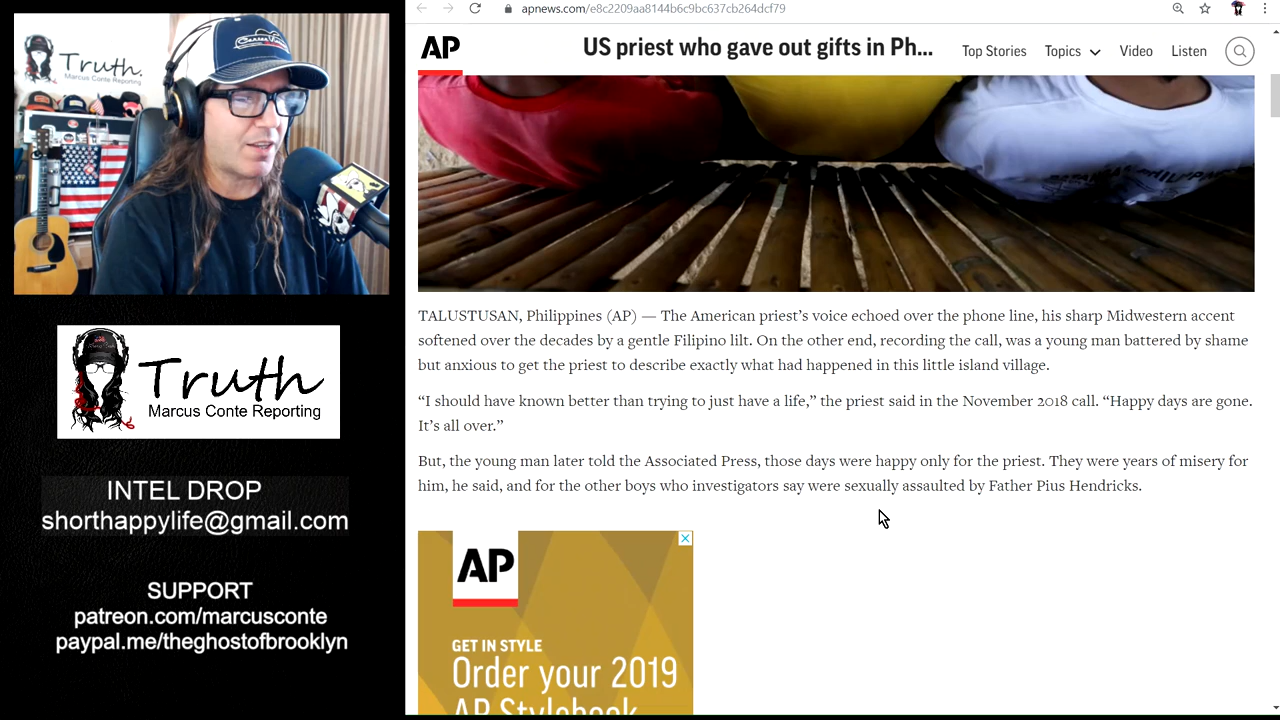 Truth.
Marcus Conte Reporting
Truth
Marcus Conte Reporting
INTEL DROP
shorthappylife@gmail.com
SUPPORT
patreon.com/marcusconte
paypal.me/theghostofbrooklyn
apnews.com/e8c2209aa8144b6c9bc637cb264dcf79
AP
US priest who gave out gifts in Ph...
Top Stories
Topics
Video
Listen
TALUSTUSAN, Philippines (AP) — The American priest’s voice echoed over the phone line, his sharp Midwestern accent
softened over the decades by a gentle Filipino lilt. On the other end, recording the call, was a young man battered by shame
but anxious to get the priest to describe exactly what had happened in this little island village.
“I should have known better than trying to just have a life,” the priest said in the November 2018 call. “Happy days are gone.
It’s all over.”
But, the young man later told the Associated Press, those days were happy only for the priest. They were years of misery for
him, he said, and for the other boys who investigators say were sexually assaulted by Father Pius Hendricks.
AP
GET IN STYLE
Order your 2019
AP Stylebook